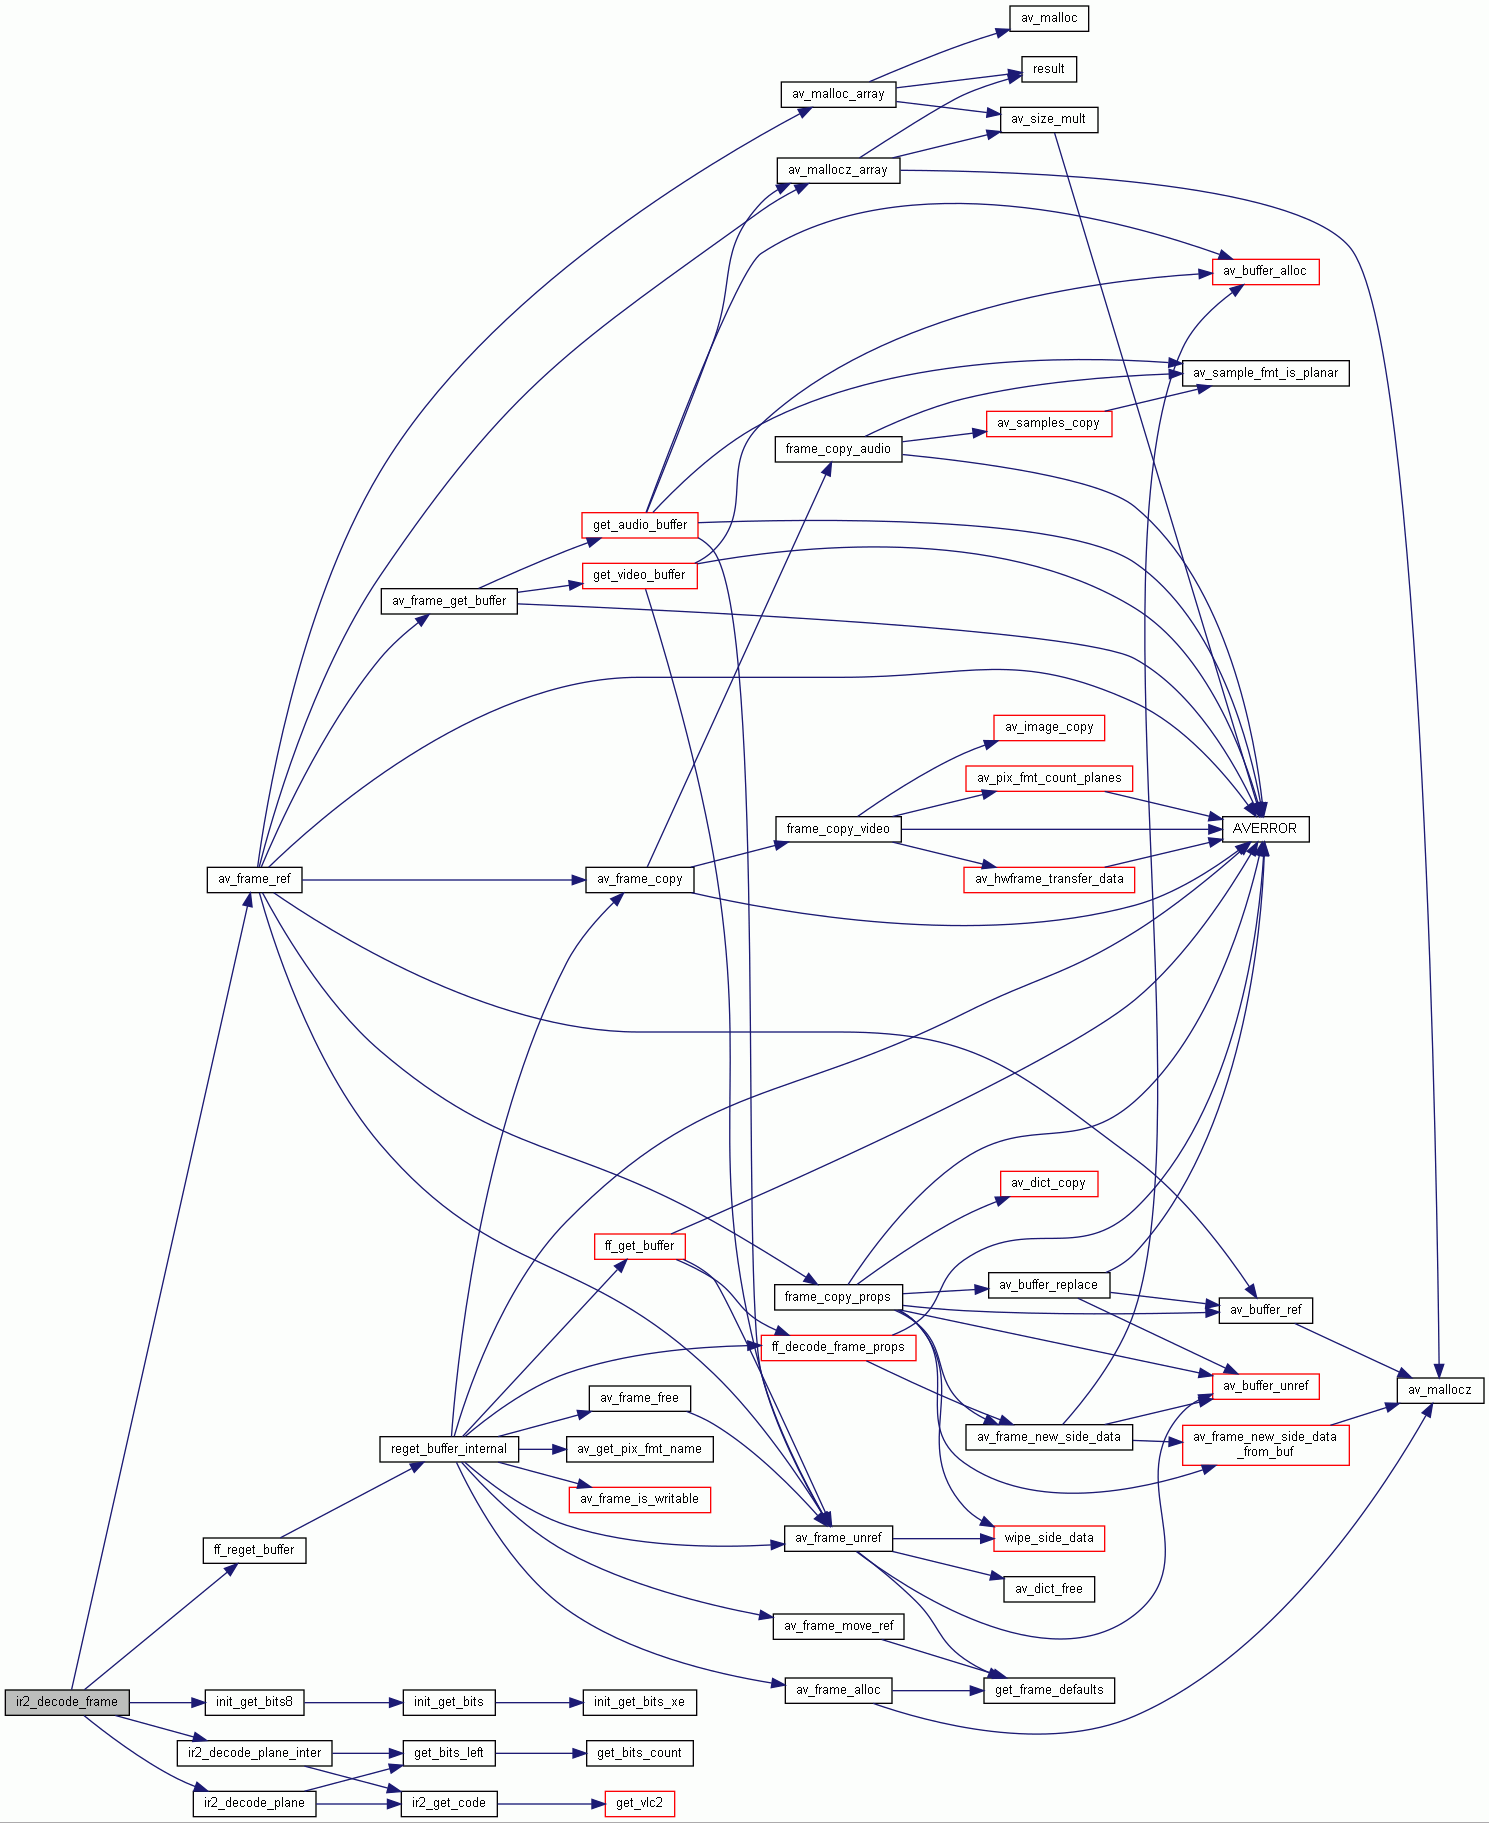 av_malloc
result
av_malloc_array
av_size_mult
av_mallocz_array
av_buffer_alloc
av_sample_fmt_is_planar
av_samples_copy
frame_copy_audio
get_audio_buffer
get_video_buffer
av_frame_get_buffer
av_image_copy
av_pix_fmt_count_planes
frame_copy_video
AVERROR
av_frame_ref
av_frame_copy
av_hwframe_transfer_data
av_dict_copy
ff_get_buffer
av_buffer_replace
frame_copy_props
av_buffer_ref
ff_decode_frame_props
av_buffer_unref
av_mallocz
av_frame_free
av_frame_new_side_data
av_frame_new_side_data
_from_buf
reget_buffer_internal
av_get_pix_fmt_name
av_frame_is_writable
av_frame_unref
wipe_side_data
ff_reget_buffer
av_dict_free
av_frame_move_ref
av_frame_alloc
get_frame_defaults
ir2_decode_frame
init_get_bits8
init_get_bits
init_get_bits_xe
ir2_decode_plane_inter
get_bits_left
get_bits_count
ir2_decode_plane
ir2_get_code
get_vlc2